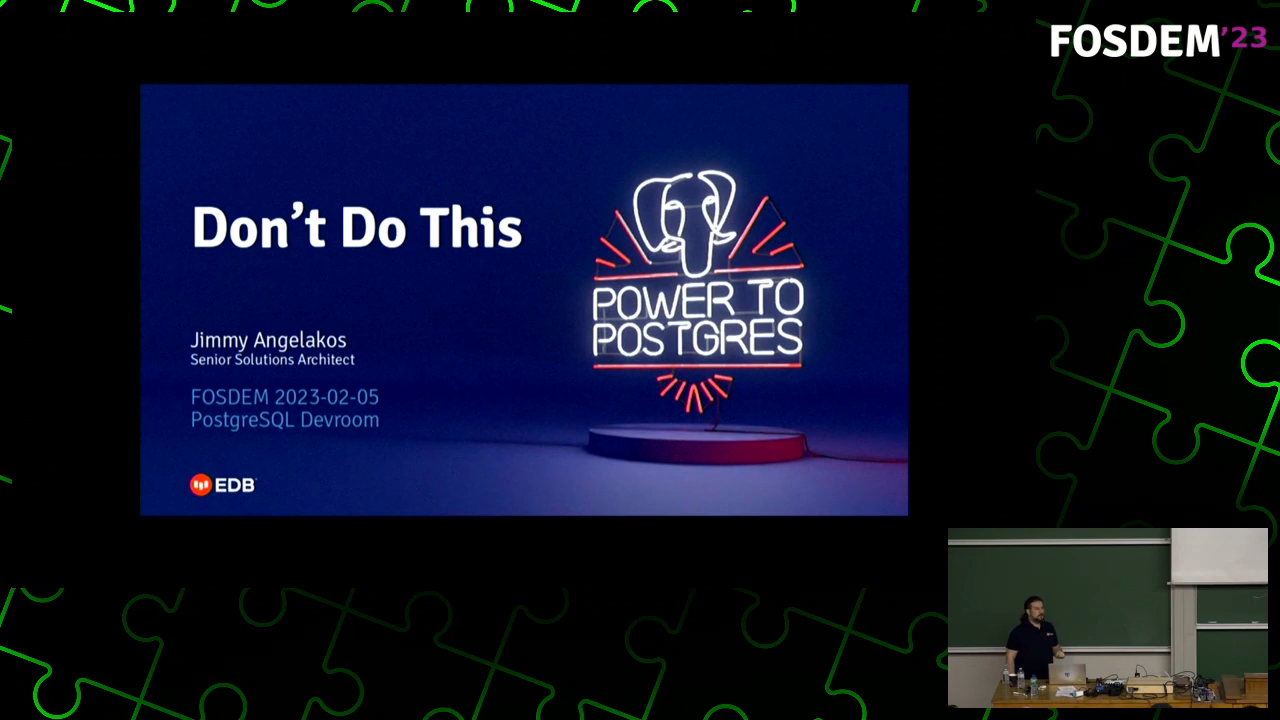 FOSDEM'23
Don't Do This
POWER TO
POSTGRES
Jimmy Angelakos
Senior Solutions Architect
FOSDEM 2023-02-05
PostgreSQL Devroom
EDB